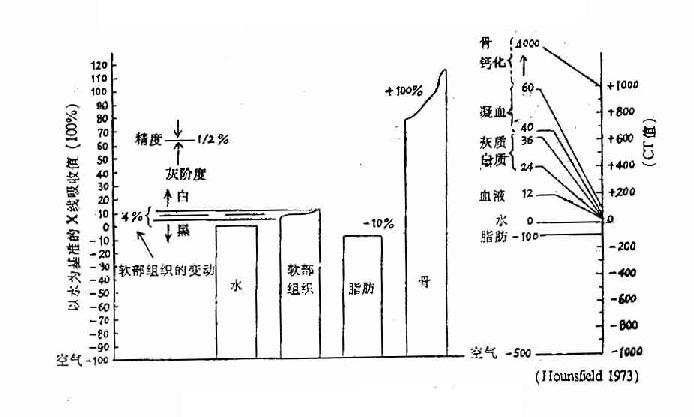 以水为基准的X线吸收值 (100%)
120
110
100
90
80
70
60
50
40
30
20
10
0
-10
-20
-30
-40
-50
-60
-70
-80
-90
空气 -100
精度
1/2%
灰阶度
白
4%
黑
软部组织的变动
水
软部
组织
-10%
脂肪
+100%
骨
骨
钙化
凝血
灰质
白质
血液
水
脂肪
空气
1000
60
40
36
24
12
0
-100
-500
+1000
+800
+600
+400
+200
0
-200
-400
-600
-800
-1000
(CT值)
(Hounsfield 1973)